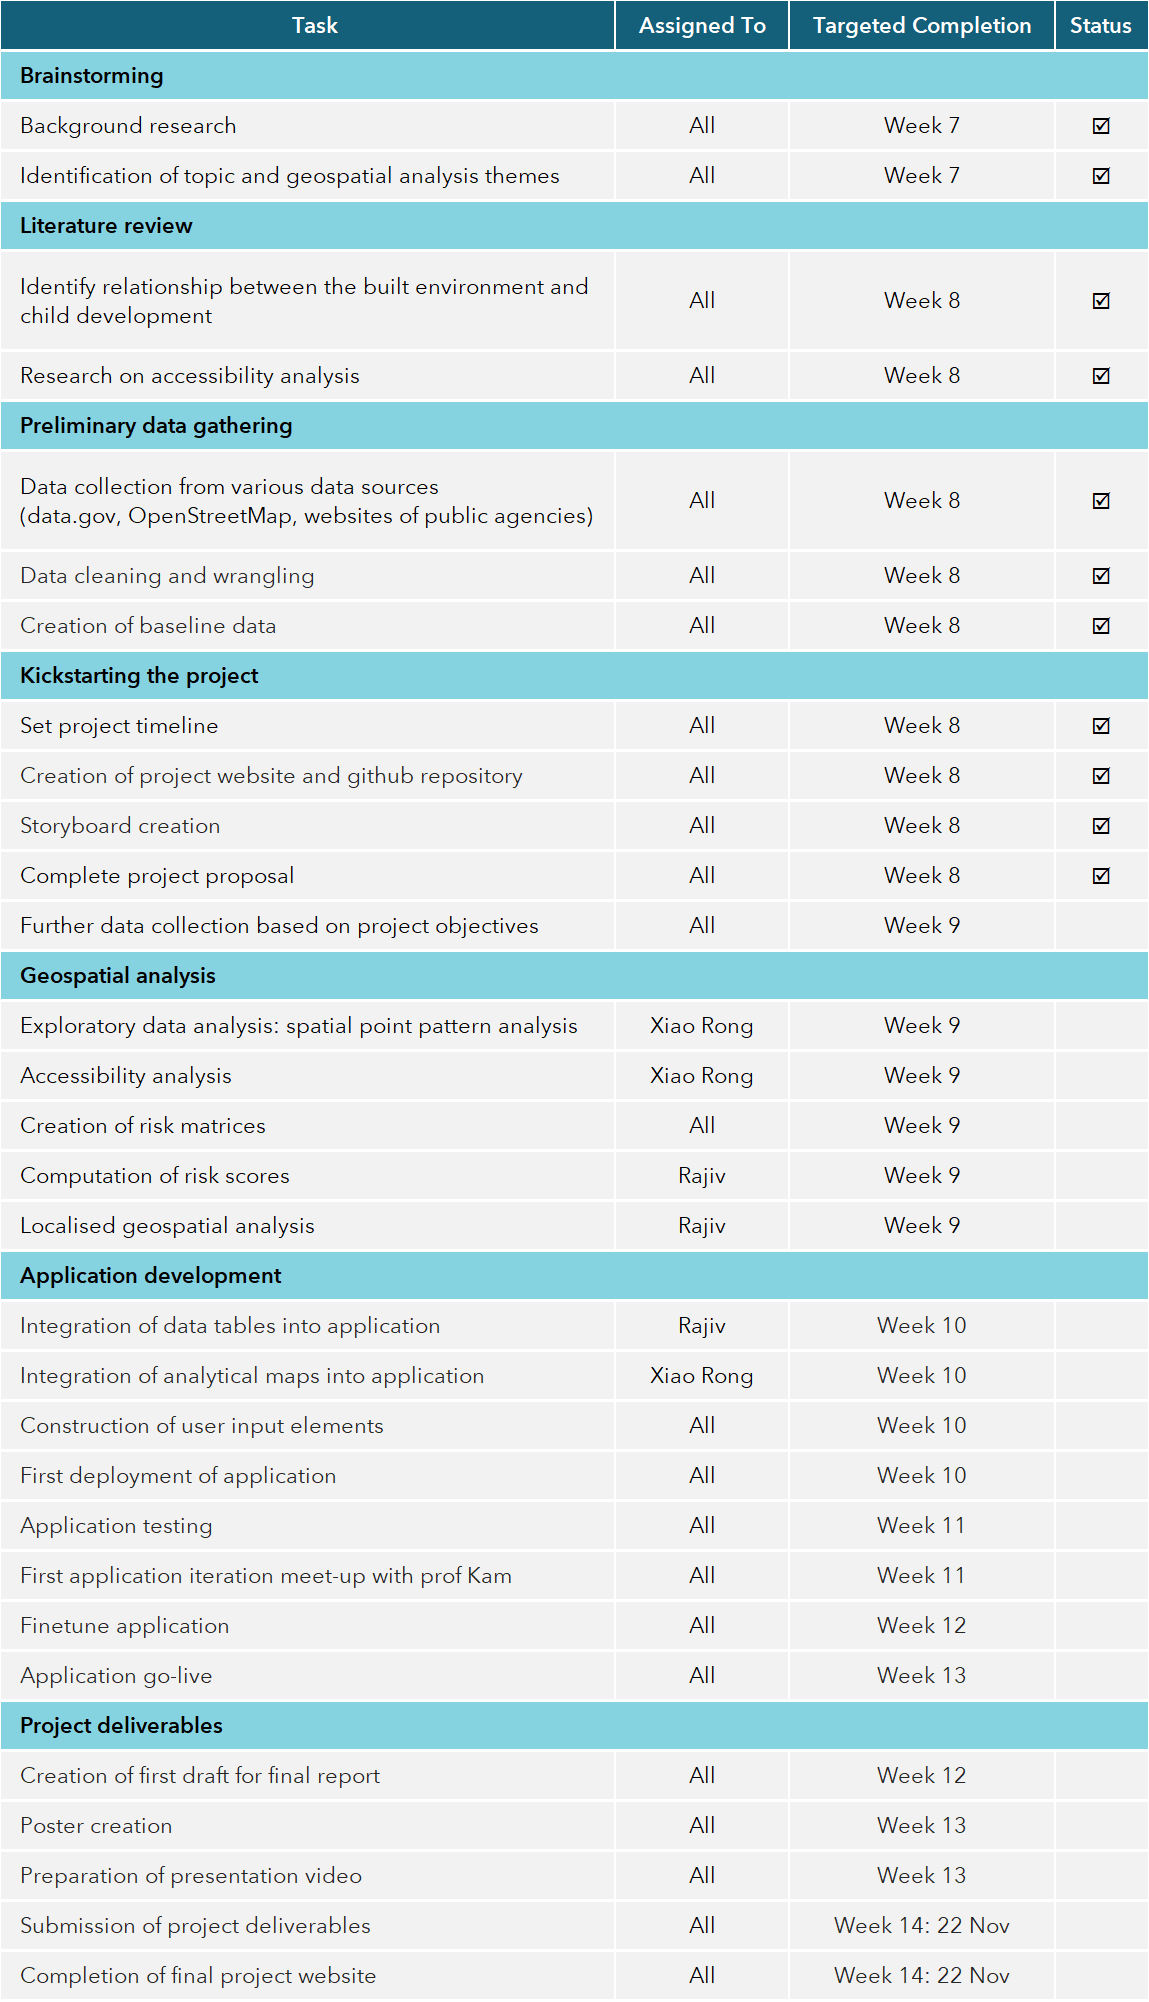 Task Assigned To Targeted Completion Status
Brainstorming
Background research All Week 7 ☑
Identification of topic and geospatial analysis themes All Week 7 ☑
Literature review
Identify relationship between the built environment and
child development All Week 8 ☑
Research on accessibility analysis All Week 8 ☑
Preliminary data gathering
Data collection from various data sources
(data.gov, OpenStreetMap, websites of public agencies) All Week 8 ☑
Data cleaning and wrangling All Week 8 ☑
Creation of baseline data All Week 8 ☑
Kickstarting the project
Set project timeline All Week 8 ☑
Creation of project website and github repository All Week 8 ☑
Storyboard creation All Week 8 ☑
Complete project proposal All Week 8 ☑
Further data collection based on project objectives All Week 9
Geospatial analysis
Exploratory data analysis: spatial point pattern analysis Xiao Rong Week 9
Accessibility analysis Xiao Rong Week 9
Creation of risk matrices All Week 9
Computation of risk scores Rajiv Week 9
Localised geospatial analysis Rajiv Week 9
Application development
Integration of data tables into application Rajiv Week 10
Integration of analytical maps into application Xiao Rong Week 10
Construction of user input elements All Week 10
First deployment of application All Week 10
Application testing All Week 11
First application iteration meet-up with prof Kam All Week 11
Finetune application All Week 12
Application go-live All Week 13
Project deliverables
Creation of first draft for final report All Week 12
Poster creation All Week 13
Preparation of presentation video All Week 13
Submission of project deliverables All Week 14: 22 Nov
Completion of final project website All Week 14: 22 Nov